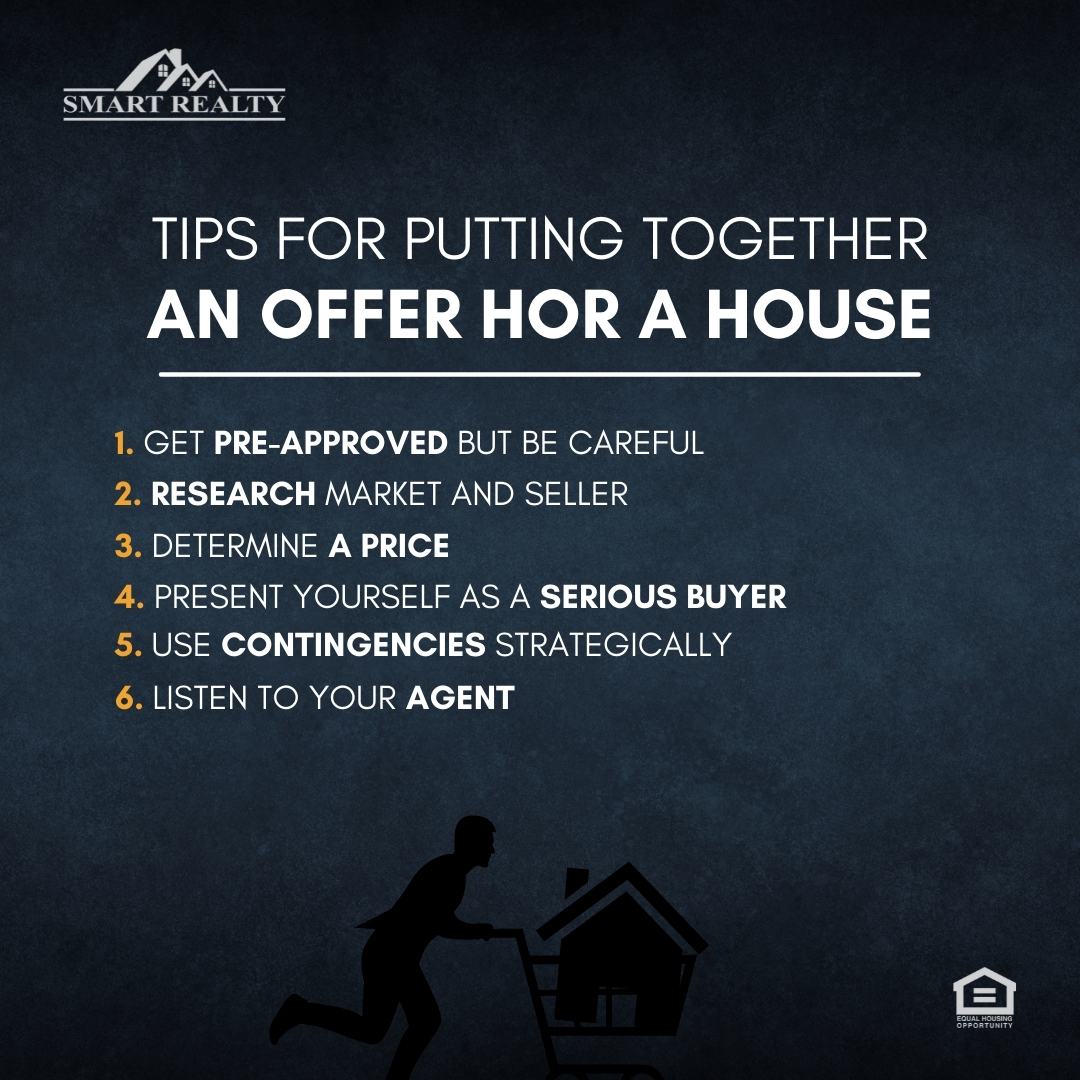 SMART REALTY
TIPS FOR PUTTING TOGETHER
AN OFFER HOR A HOUSE
1. GET PRE-APPROVED BUT BE CAREFUL
2. RESEARCH MARKET AND SELLER
3. DETERMINE A PRICE
4. PRESENT YOURSELF AS A SERIOUS BUYER
5. USE CONTINGENCIES STRATEGICALLY
6. LISTEN TO YOUR AGENT
EQUAL HOUSING
OPPORTUNITY